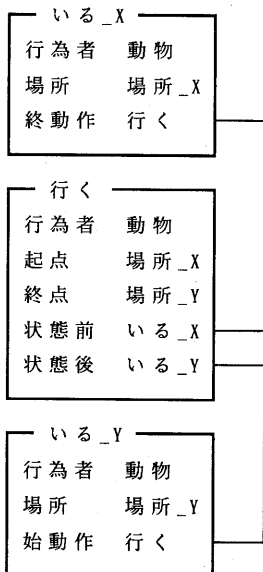 いる_X
行為者 動物
場所 場所_X
終動作 行く
行く
行為者 動物
起点 場所_X
終点 場所_Y
状態前 いる_X
状態後 いる_Y
いる_Y
行為者 動物
場所 場所_Y
始動作 行く